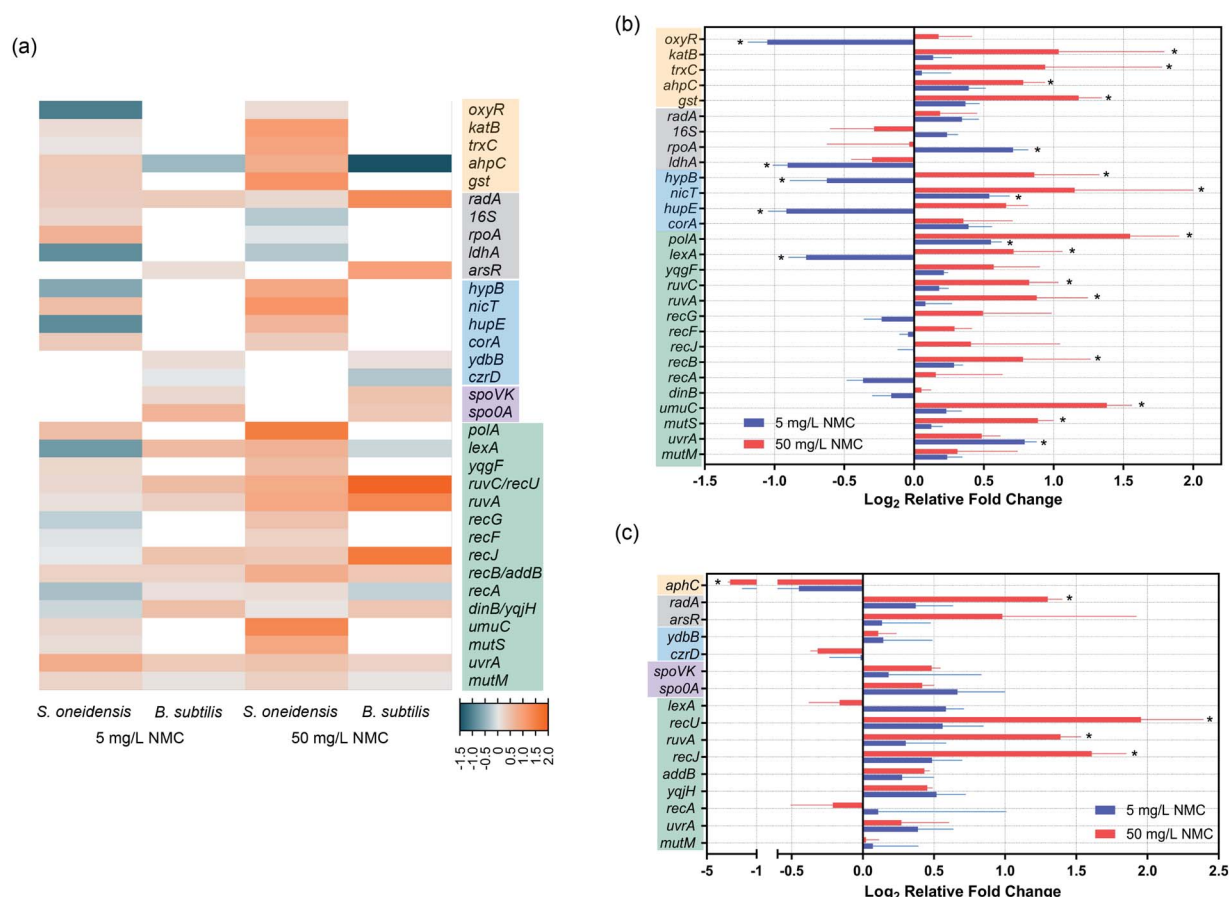 (a)
oxyR
katB
trxC
ahpC
gst
radA
16S
rpoA
ldhA
arsR
hypB
nicT
hupE
corA
ydbB
czrD
spoVK
spo0A
polA
lexA
yqgF
ruvC/recU
ruvA
recG
recF
recJ
recB/addB
recA
dinB/yqjH
umuC
mutS
uvrA
mutM
S. oneidensis B. subtilis S. oneidensis B. subtilis
5 mg/L NMC 50 mg/L NMC
-1.5 -1.0 -0.5 0.5 1.0 1.5 2.0
(b)
oxyR *
katB *
trxC *
ahpC *
gst *
radA
16S
rpoA *
ldhA *
hypB * *
nicT * *
hupE *
corA
polA * *
lexA * *
yqgF
ruvC *
ruvA *
recG
recF
recJ
recB *
recA
dinB
umuC *
mutS *
uvrA *
mutM
5 mg/L NMC
50 mg/L NMC
-1.5 -1.0 -0.5 0.0 0.5 1.0 1.5 2.0
Log2 Relative Fold Change
(c)
aphC *
radA *
arsR
ydbB
czrD
spoVK
spo0A
lexA
recU *
ruvA *
recJ *
addB
yqjH
recA
uvrA
mutM
5 mg/L NMC
50 mg/L NMC
-5 -1 -0.5 0.0 0.5 1.0 1.5 2.0 2.5
Log2 Relative Fold Change